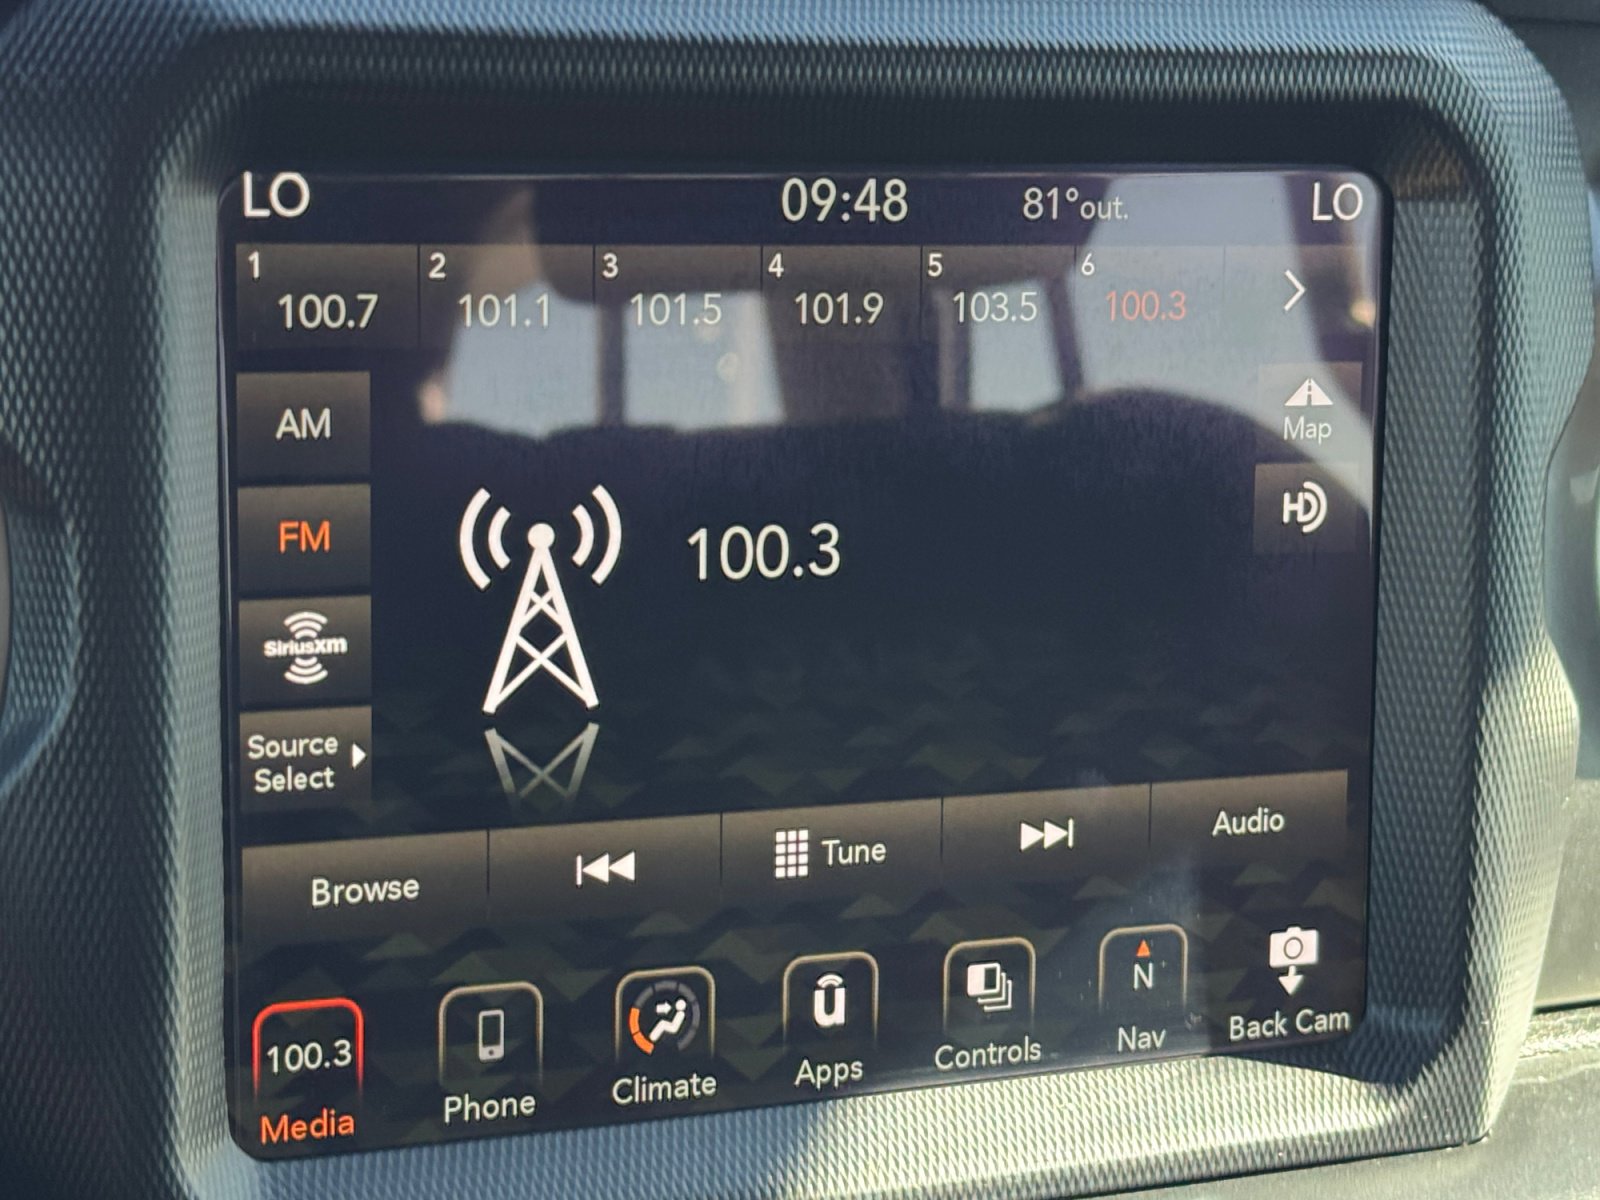 LO 09:48 81°out. LO
1 2 3 4 5 6
100.7 101.1 101.5 101.9 103.5 100.3
AM
Map
FM
HD
100.3
SiriusXM
Source
Select
Browse Tune Audio
100.3 N
Media Phone Climate Apps Controls Nav Back Cam